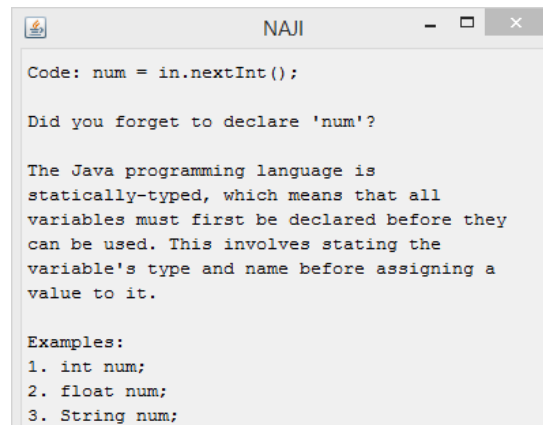 NAJI
Code: num = in.nextInt();
Did you forget to declare 'num'?
The Java programming language is
statically-typed, which means that all
variables must first be declared before they
can be used. This involves stating the
variable's type and name before assigning a
value to it.
Examples:
1. int num;
2. float num;
3. String num;